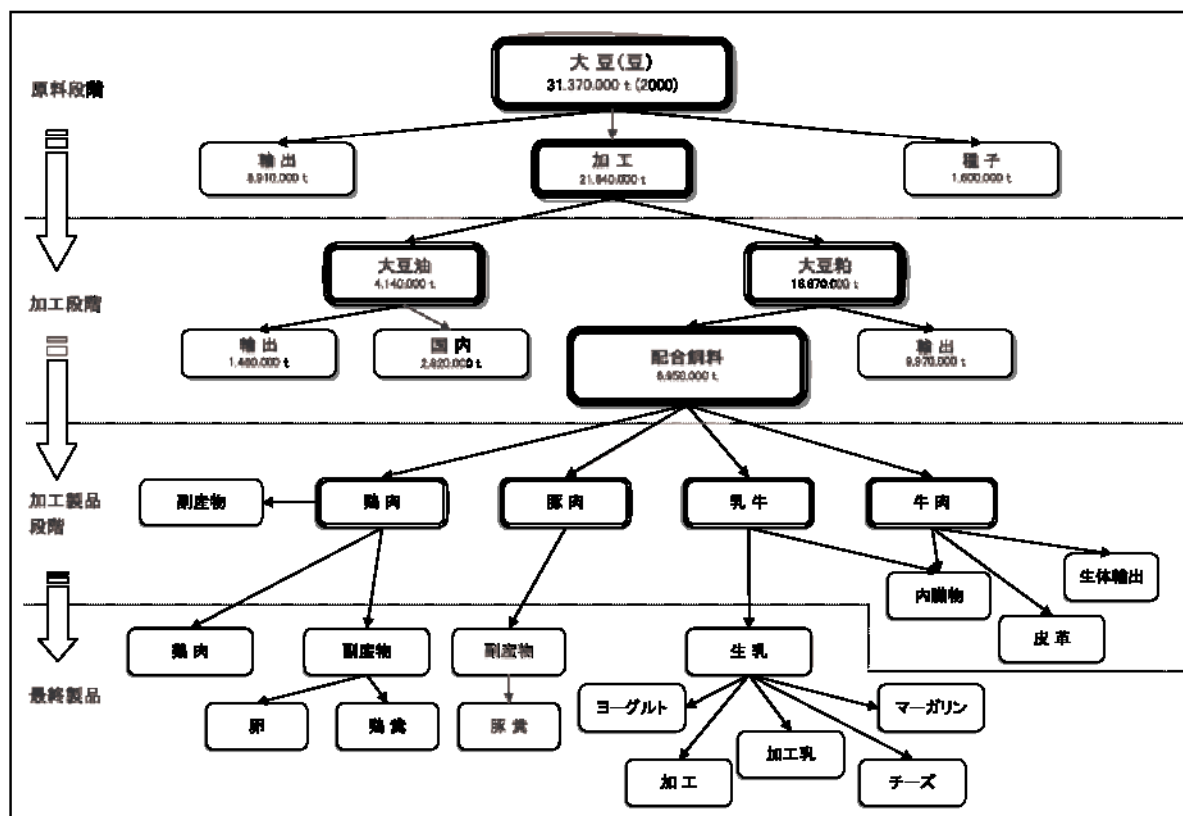 大 豆(豆)
31.370.000 t (2000)
原料段階
輸 出
8.910.000 t
加 工
21.640.000 t
種 子
1.600.000 t
大豆油
4.140.000 t
大豆粕
加工段階
輸 出
国 内
配合飼料
輸 出
加工製品
段階
副産物
鶏 肉
豚 肉
乳 牛
牛 肉
内臓物
生体輸出
皮 革
鶏 肉
副産物
副産物
生 乳
最終製品
卵
鶏 糞
豚 糞
ヨーグルト
マーガリン
加 工
加工乳
チーズ